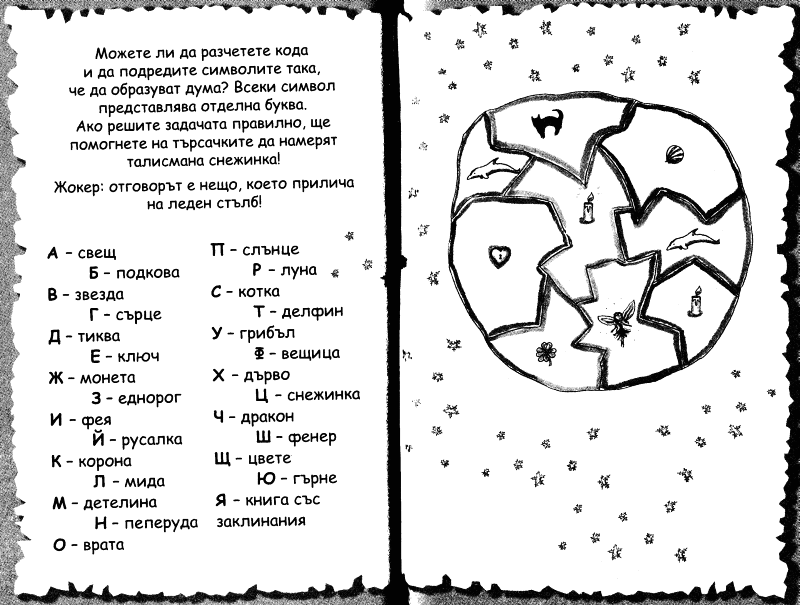 Можете ли да разчетете кода
и да подредите символите така,
че да образуват дума? Всеки символ
представлява отделна буква.
Ако решите задачата правилно, ще
помогнете на търсачките да намерят
талисмана снежинка!
Жокер: отговорът е нещо, което прилича
на леден стълб!
А – свещ
Б – подкова
В – звезда
Г – сърце
Д – тиква
Е – ключ
Ж – монета
З – еднорог
И – фея
Й – русалка
К – корона
Л – мида
М – детелина
Н – пеперуда
О – врата
П – слънце
Р – луна
С – котка
Т – делфин
У – грибъл
Ф – вещица
Х – дърво
Ц – снежинка
Ч – дракон
Ш – фенер
Щ – цвете
Ю – гърне
Я – книга със
заклинания